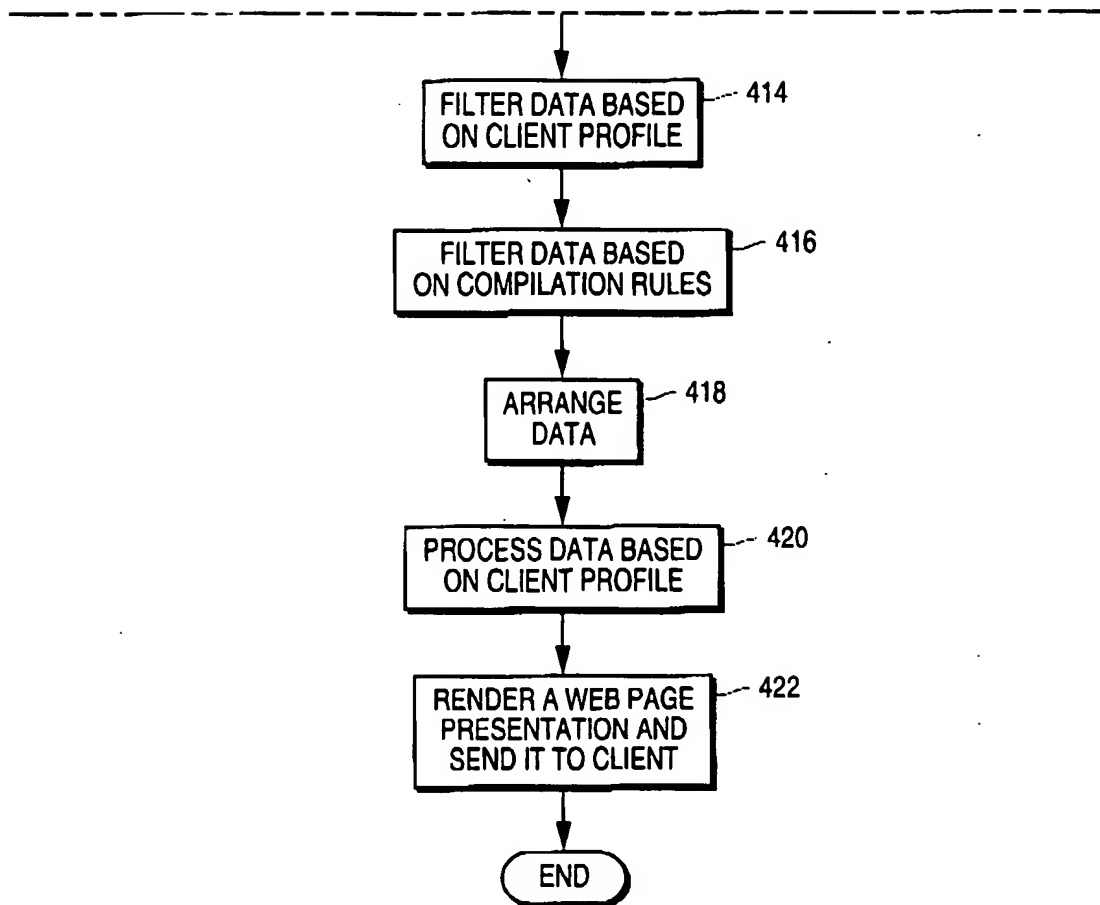 FILTER DATA BASED
ON CLIENT PROFILE
414
FILTER DATA BASED
ON COMPILATION RULES
416
ARRANGE
DATA
418
PROCESS DATA BASED
ON CLIENT PROFILE
420
RENDER A WEB PAGE
PRESENTATION AND
SEND IT TO CLIENT
422
END